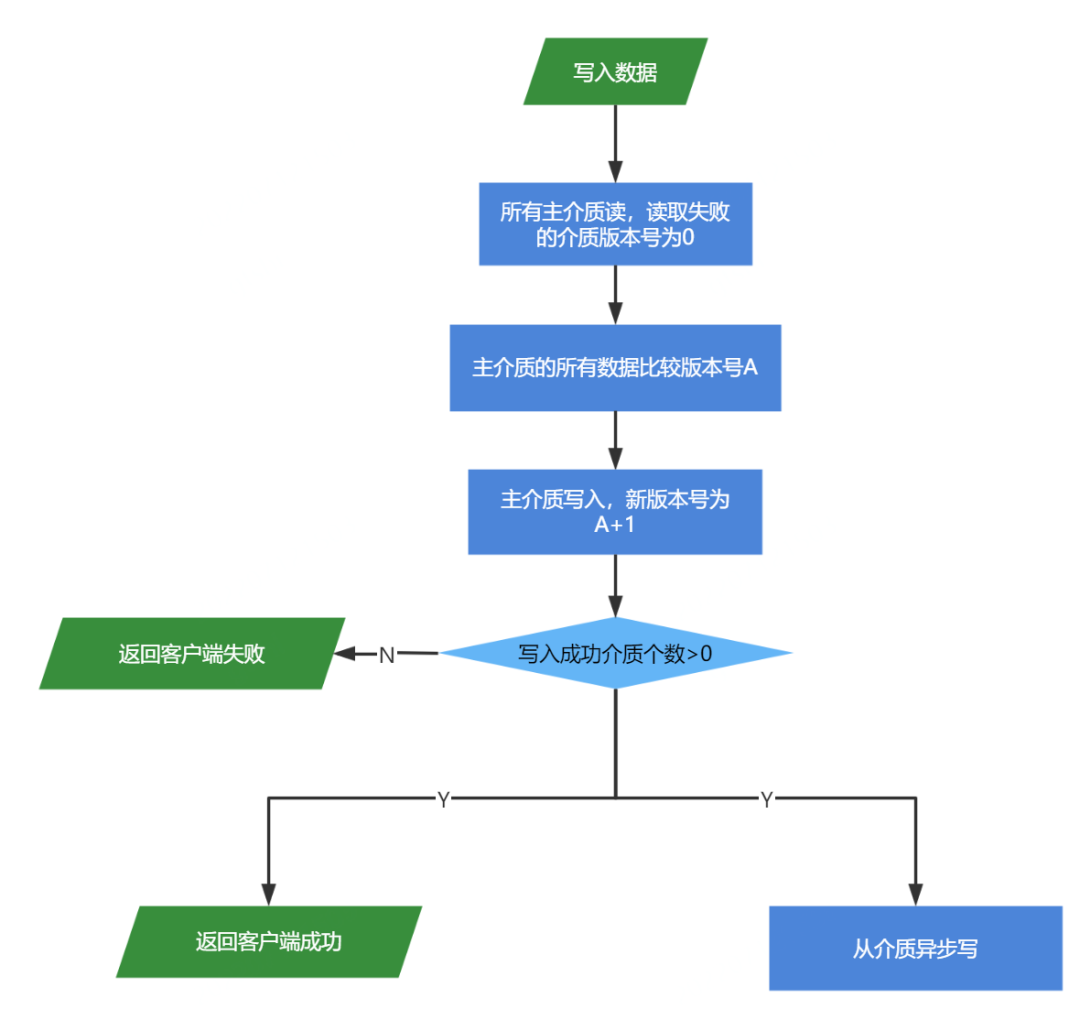 写入数据
所有主介质读，读取失败
的介质版本号为0
主介质的所有数据比较版本号A
主介质写入，新版本号为
A+1
写入成功介质个数>0
N
返回客户端失败
Y
Y
返回客户端成功
从介质异步写